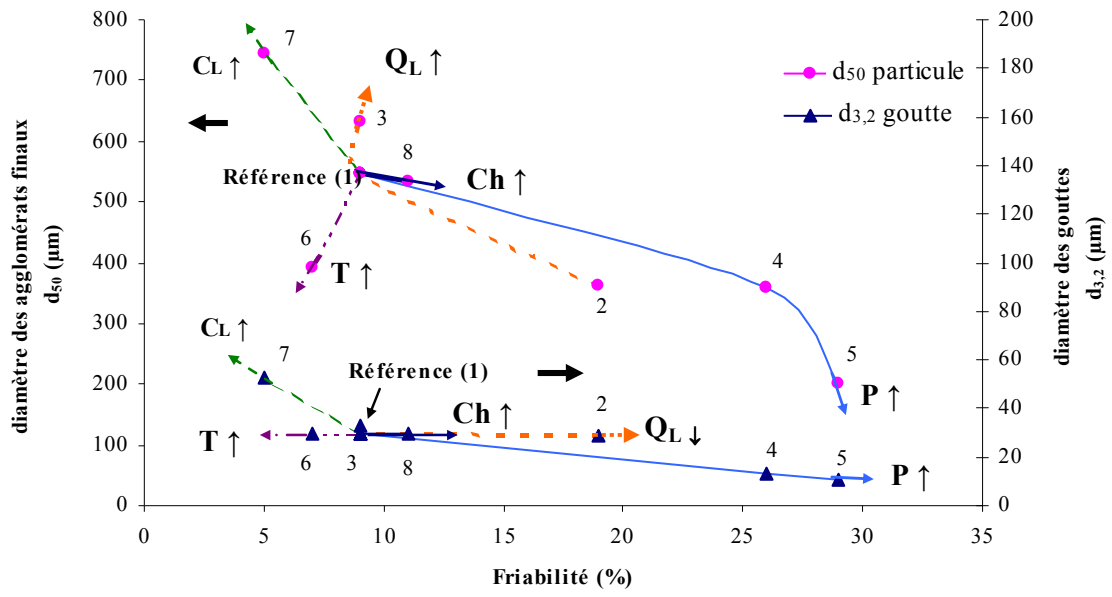 diamètre des agglomérats finaux
d50 (µm)
800
700
600
500
400
300
200
100
0
7
CL ↑
QL ↑
3
8
Référence (1)
Ch ↑
6
T ↑
4
2
5
P ↑
d50 particule
d3,2 goutte
CL ↑
7
Référence (1)
Ch ↑
2
QL ↓
T ↑
6
3
8
4
5
P ↑
200
180
160
140
120
100
80
60
40
20
0
diamètre des gouttes
d3,2 (µm)
0
5
10
15
20
25
30
35
Friabilité (%)